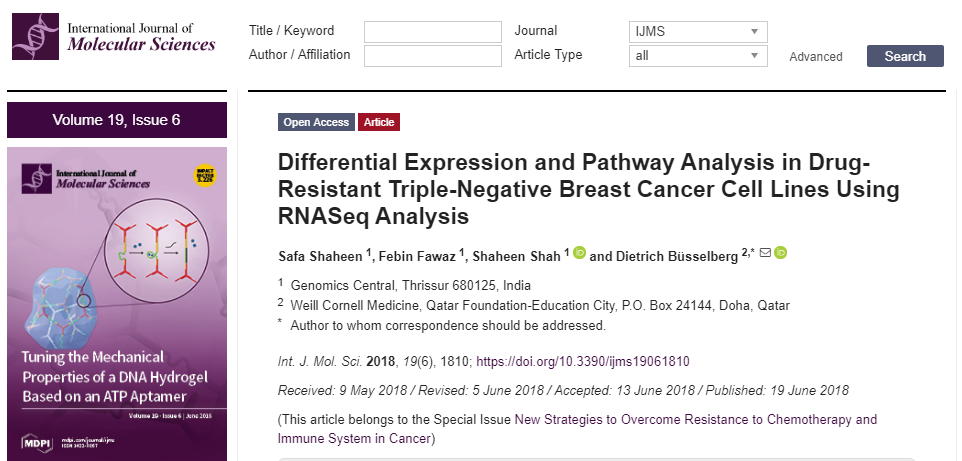 International Journal of
Molecular Sciences
Title / Keyword
Journal
IJMS
Author / Affiliation
Article Type
all
Advanced
Search
Volume 19, Issue 6
International Journal of
Molecular Sciences
IMPACT
FACTOR
3.226
Tuning the Mechanical
Properties of a DNA Hydrogel
Based on an ATP Aptamer
Volume 19 · Issue 6 | June 2018
MDPI
mdpi.com/journal/ijms
Open Access
Article
Differential Expression and Pathway Analysis in Drug-
Resistant Triple-Negative Breast Cancer Cell Lines Using
RNASeq Analysis
Safa Shaheen 1, Febin Fawaz 1, Shaheen Shah 1 iD and Dietrich Büsselberg 2,* iD
1 Genomics Central, Thrissur 680125, India
2 Weill Cornell Medicine, Qatar Foundation-Education City, P.O. Box 24144, Doha, Qatar
* Author to whom correspondence should be addressed.
Int. J. Mol. Sci. 2018, 19(6), 1810; https://doi.org/10.3390/ijms19061810
Received: 9 May 2018 / Revised: 5 June 2018 / Accepted: 13 June 2018 / Published: 19 June 2018
(This article belongs to the Special Issue New Strategies to Overcome Resistance to Chemotherapy and
Immune System in Cancer)